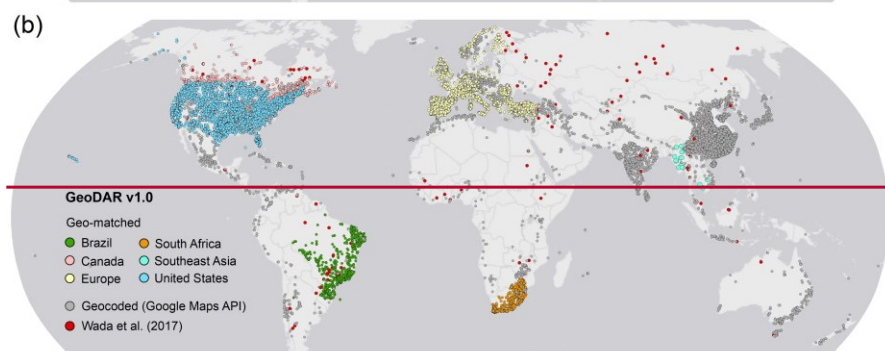 (b)
GeoDAR v1.0
Geo-matched
Brazil
South Africa
Canada
Southeast Asia
Europe
United States
Geocoded (Google Maps API)
Wada et al. (2017)